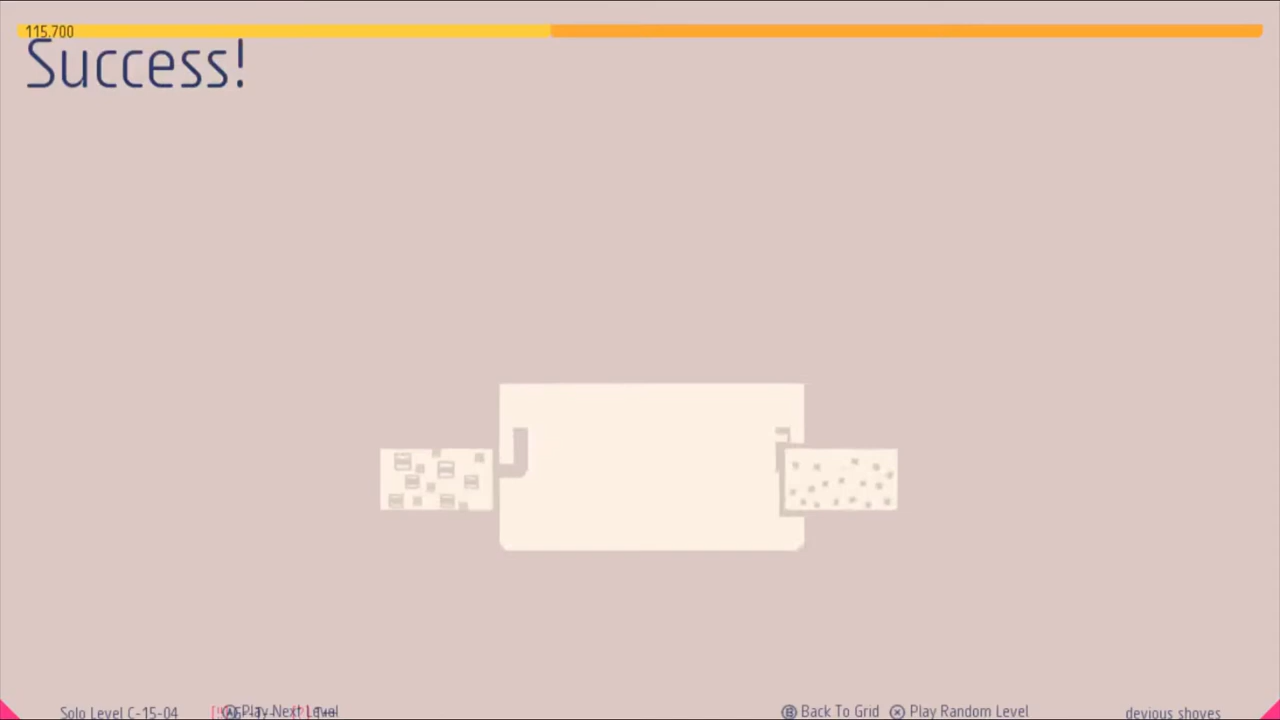 115.700
Success!
Solo Level C-15-04
Play Next Level
Back To Grid
Play Random Level
devious shoves